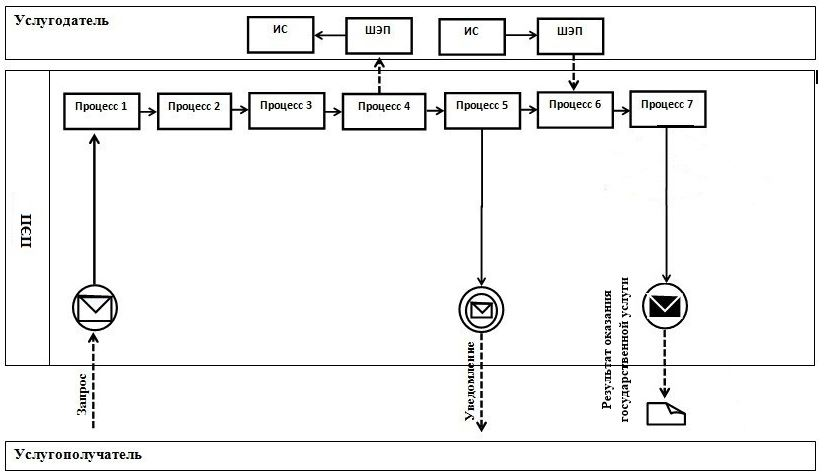 Услугодатель
ИС
ШЭП
ИС
ШЭП
Процесс 1
Процесс 2
Процесс 3
Процесс 4
Процесс 5
Процесс 6
Процесс 7
ПЭП
Запрос
Уведомление
Результат оказания
государственной услуги
Услугополучатель